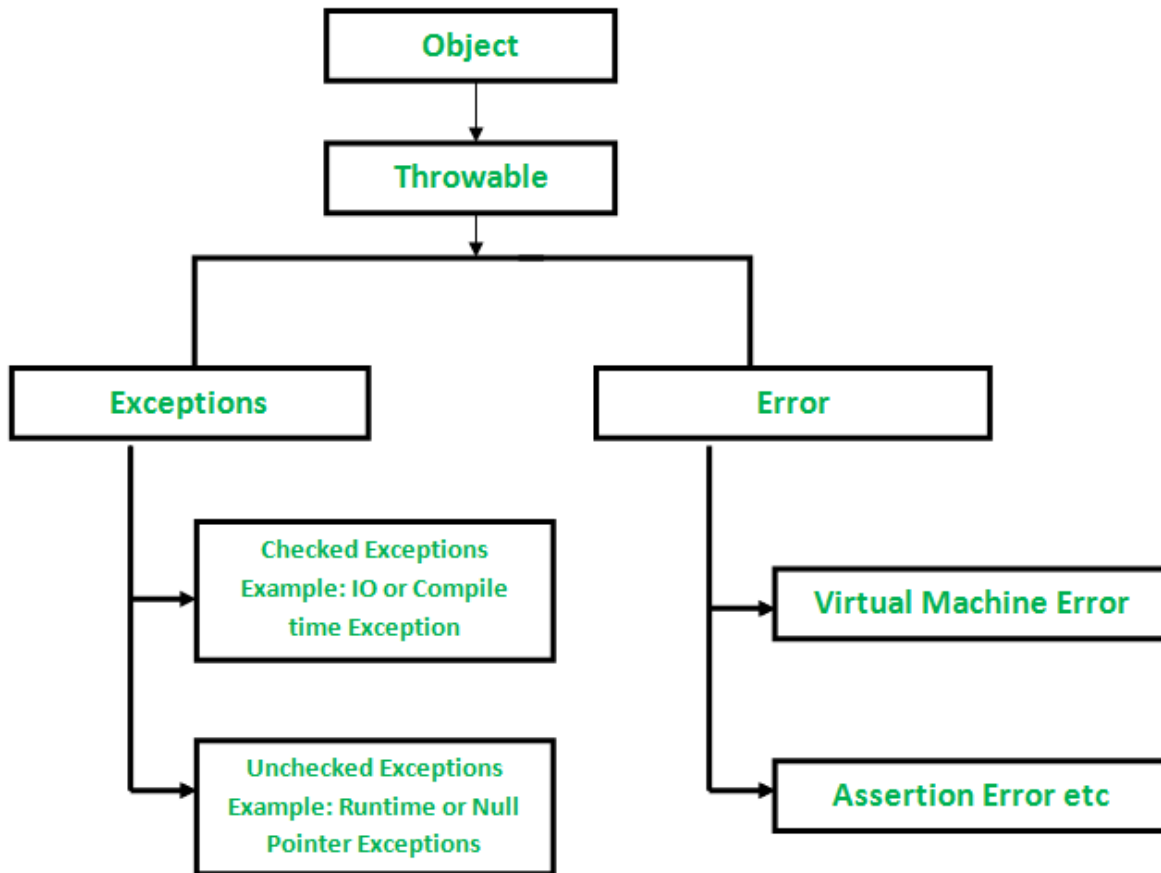 Object
Throwable
Exceptions
Error
Checked Exceptions
Example: IO or Compile
time Exception
Virtual Machine Error
Unchecked Exceptions
Example: Runtime or Null
Pointer Exceptions
Assertion Error etc